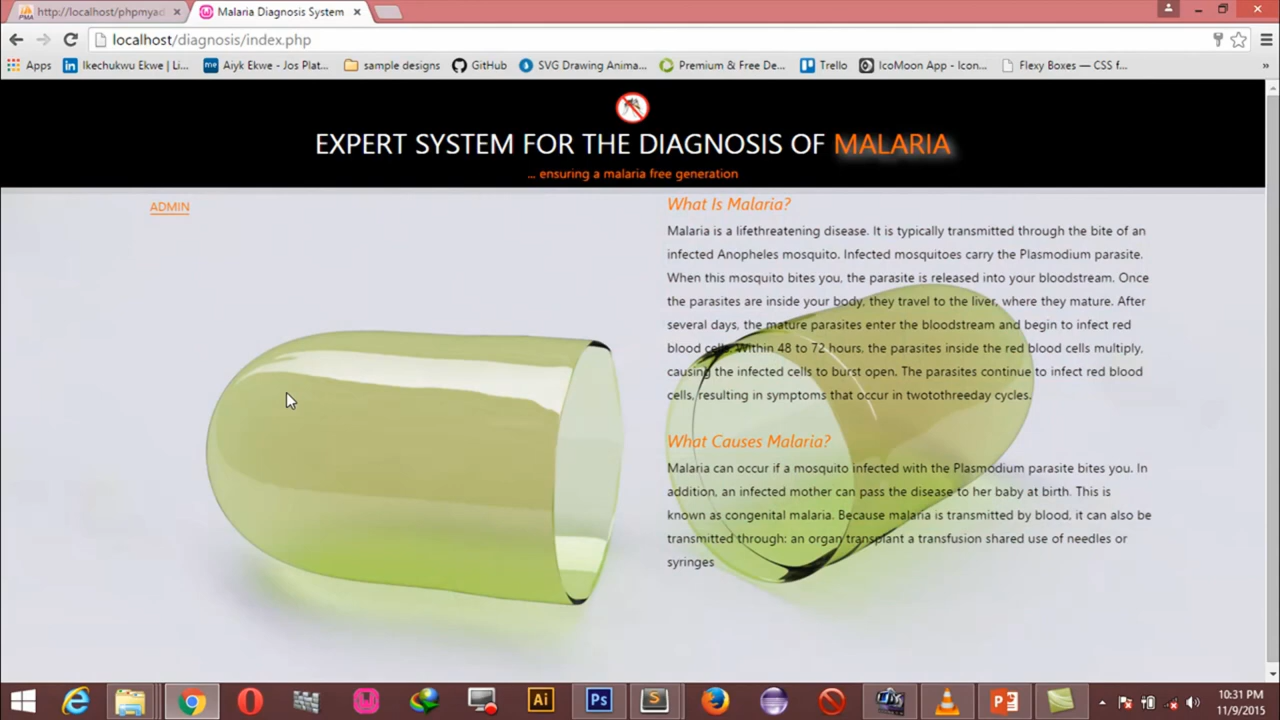 http://localhost/phpmyad
Malaria Diagnosis System
localhost/diagnosis/index.php
Apps
Ikechukwu Ekwe | Li...
Aiyk Ekwe - Jos Plat...
sample designs
GitHub
SVG Drawing Anima...
Premium & Free De...
Trello
IcoMoon App - Icon...
Flexy Boxes — CSS f...
»
EXPERT SYSTEM FOR THE DIAGNOSIS OF MALARIA
... ensuring a malaria free generation
ADMIN
What Is Malaria?
Malaria is a lifethreatening disease. It is typically transmitted through the bite of an
infected Anopheles mosquito. Infected mosquitoes carry the Plasmodium parasite.
When this mosquito bites you, the parasite is released into your bloodstream. Once
the parasites are inside your body, they travel to the liver, where they mature. After
several days, the mature parasites enter the bloodstream and begin to infect red
blood cells. Within 48 to 72 hours, the parasites inside the red blood cells multiply,
causing the infected cells to burst open. The parasites continue to infect red blood
cells, resulting in symptoms that occur in twotothreeday cycles.
What Causes Malaria?
Malaria can occur if a mosquito infected with the Plasmodium parasite bites you. In
addition, an infected mother can pass the disease to her baby at birth. This is
known as congenital malaria. Because malaria is transmitted by blood, it can also be
transmitted through: an organ transplant a transfusion shared use of needles or
syringes
10:31 PM
11/9/2015